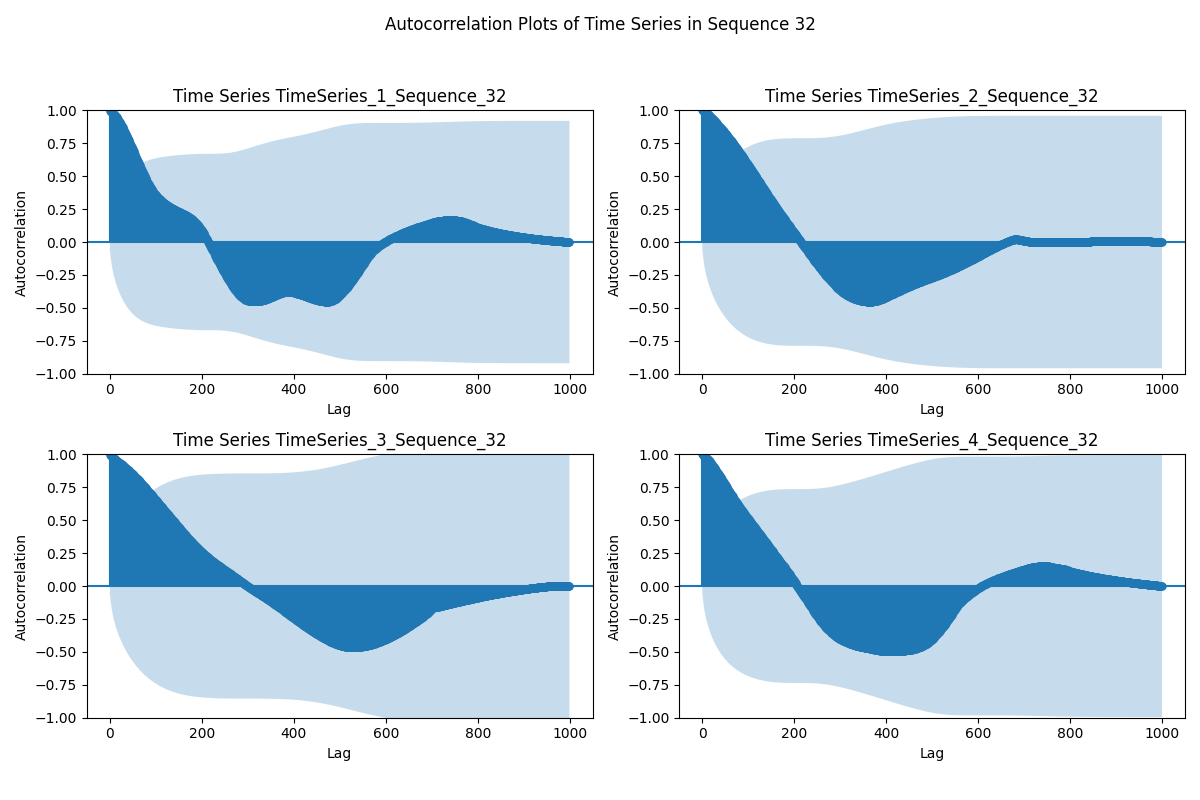 Autocorrelation Plots of Time Series in Sequence 32
Time Series TimeSeries_1_Sequence_32
1.00
0.75
0.50
0.25
0.00
−0.25
−0.50
−0.75
−1.00
Autocorrelation
0 200 400 600 800 1000
Lag
Time Series TimeSeries_2_Sequence_32
1.00
0.75
0.50
0.25
0.00
−0.25
−0.50
−0.75
−1.00
Autocorrelation
0 200 400 600 800 1000
Lag
Time Series TimeSeries_3_Sequence_32
1.00
0.75
0.50
0.25
0.00
−0.25
−0.50
−0.75
−1.00
Autocorrelation
0 200 400 600 800 1000
Lag
Time Series TimeSeries_4_Sequence_32
1.00
0.75
0.50
0.25
0.00
−0.25
−0.50
−0.75
−1.00
Autocorrelation
0 200 400 600 800 1000
Lag